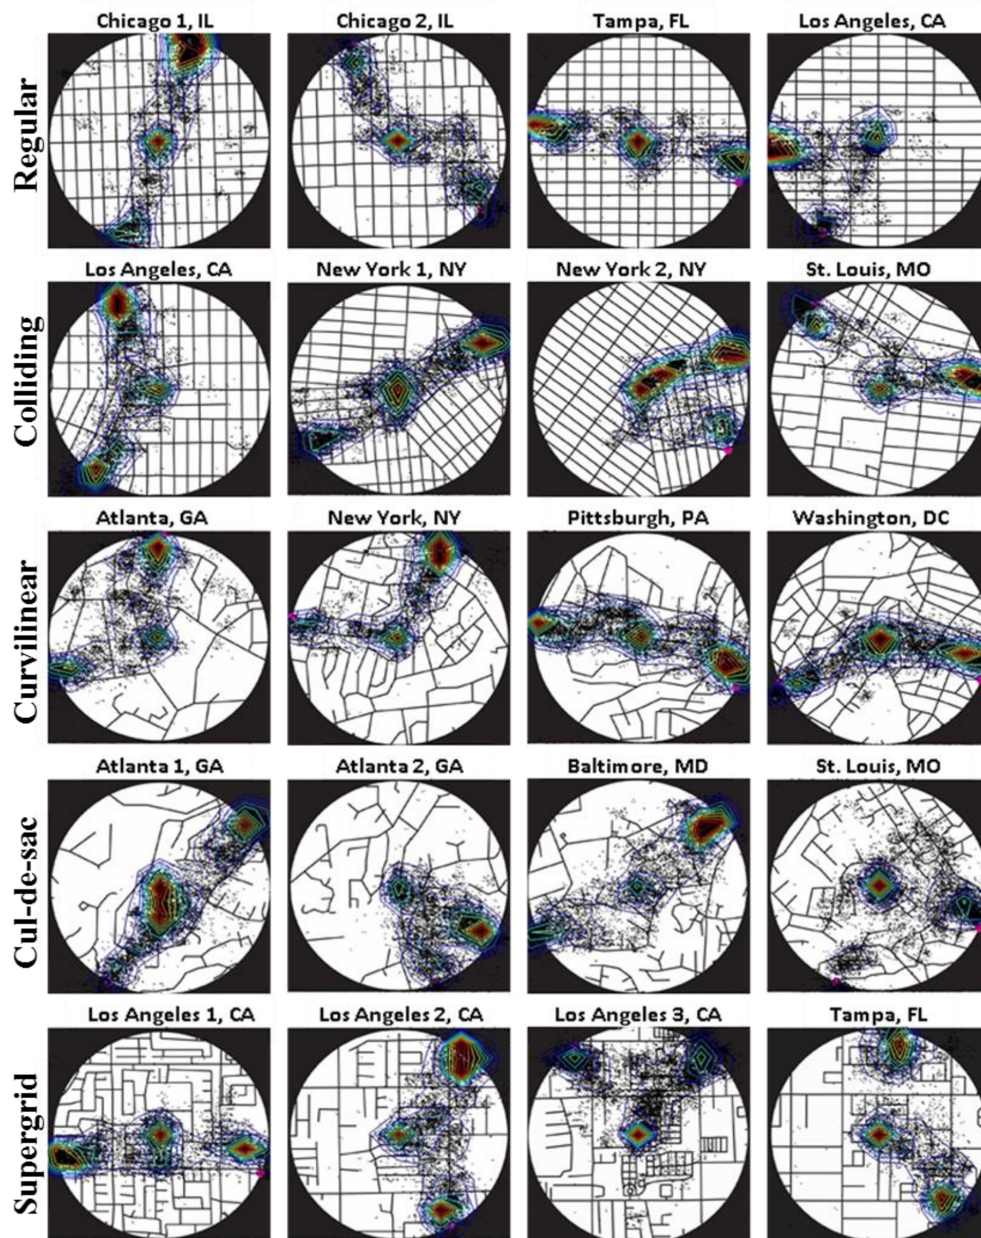 Chicago 1, IL
Chicago 2, IL
Tampa, FL
Los Angeles, CA
Regular
Los Angeles, CA
New York 1, NY
New York 2, NY
St. Louis, MO
Colliding
Atlanta, GA
New York, NY
Pittsburgh, PA
Washington, DC
Curvilinear
Atlanta 1, GA
Atlanta 2, GA
Baltimore, MD
St. Louis, MO
Cul-de-sac
Los Angeles 1, CA
Los Angeles 2, CA
Los Angeles 3, CA
Tampa, FL
Supergrid